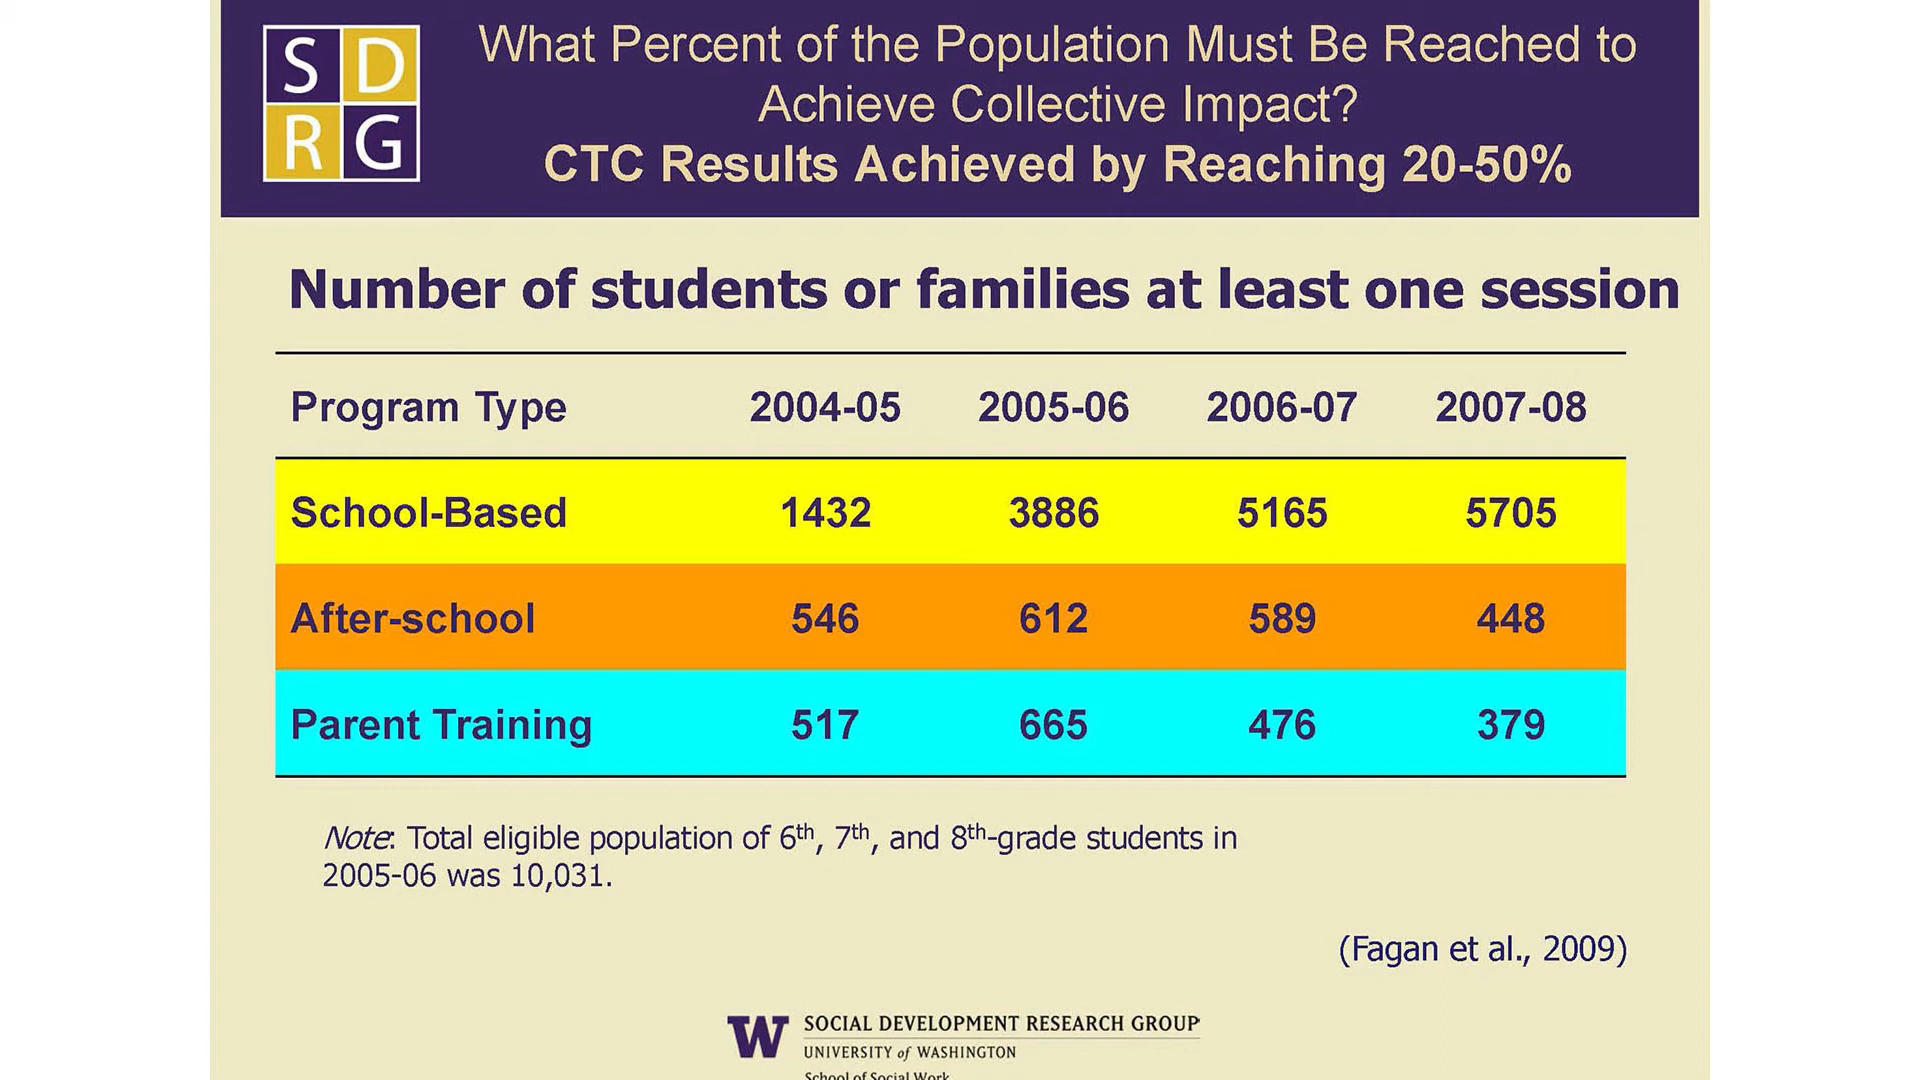 S D
R G
What Percent of the Population Must Be Reached to
Achieve Collective Impact?
CTC Results Achieved by Reaching 20-50%
Number of students or families at least one session
Program Type 2004-05 2005-06 2006-07 2007-08
School-Based 1432 3886 5165 5705
After-school 546 612 589 448
Parent Training 517 665 476 379
Note: Total eligible population of 6th, 7th, and 8th-grade students in
2005-06 was 10,031.
(Fagan et al., 2009)
W SOCIAL DEVELOPMENT RESEARCH GROUP
UNIVERSITY of WASHINGTON
School of Social Work